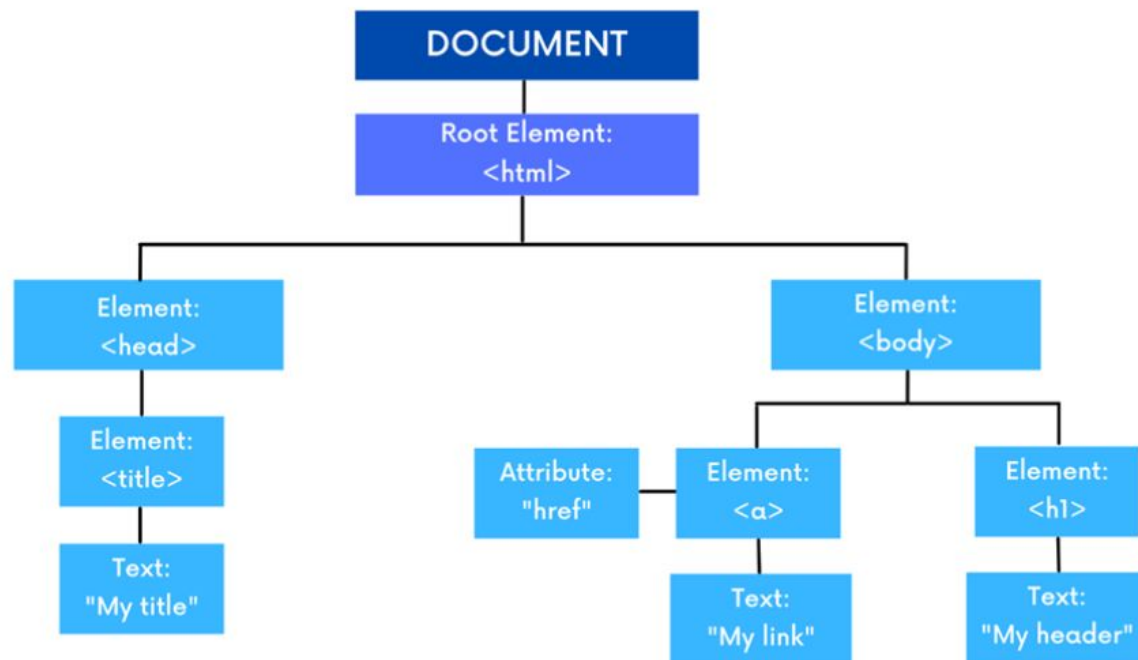 DOCUMENT
Root Element:
<html>
Element:
<head>
Element:
<body>
Element:
<title>
Attribute:
"href"
Element:
<a>
Element:
<h1>
Text:
"My title"
Text:
"My link"
Text:
"My header"